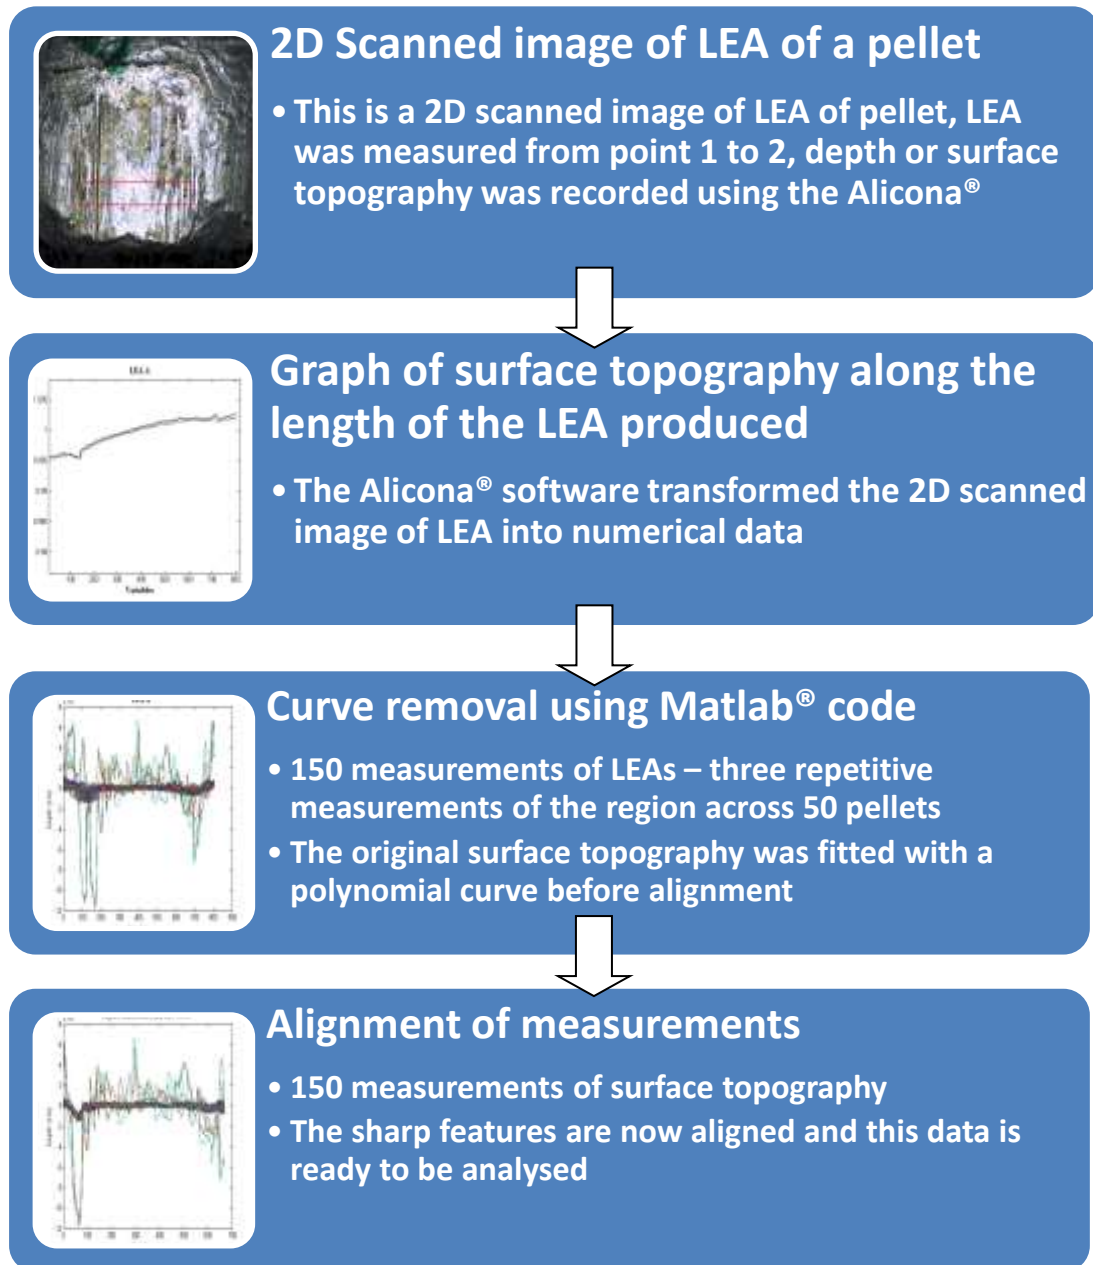 2D Scanned image of LEA of a pellet
• This is a 2D scanned image of LEA of pellet, LEA
was measured from point 1 to 2, depth or surface
topography was recorded using the Alicona®
Graph of surface topography along the
length of the LEA produced
• The Alicona® software transformed the 2D scanned
image of LEA into numerical data
LEA
Variables
Curve removal using Matlab® code
• 150 measurements of LEAs – three repetitive
measurements of the region across 50 pellets
• The original surface topography was fitted with a
polynomial curve before alignment
Alignment of measurements
• 150 measurements of surface topography
• The sharp features are now aligned and this data is
ready to be analysed